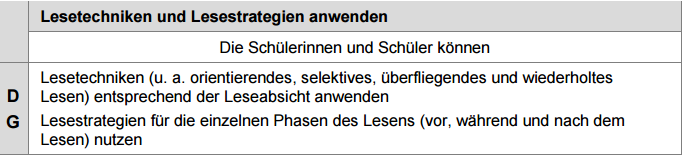 Lesetechniken und Lesestrategien anwenden
Die Schülerinnen und Schüler können
D
G
Lesetechniken (u. a. orientierendes, selektives, überfliegendes und wiederholtes
Lesen) entsprechend der Leseabsicht anwenden
Lesestrategien für die einzelnen Phasen des Lesens (vor, während und nach dem
Lesen) nutzen